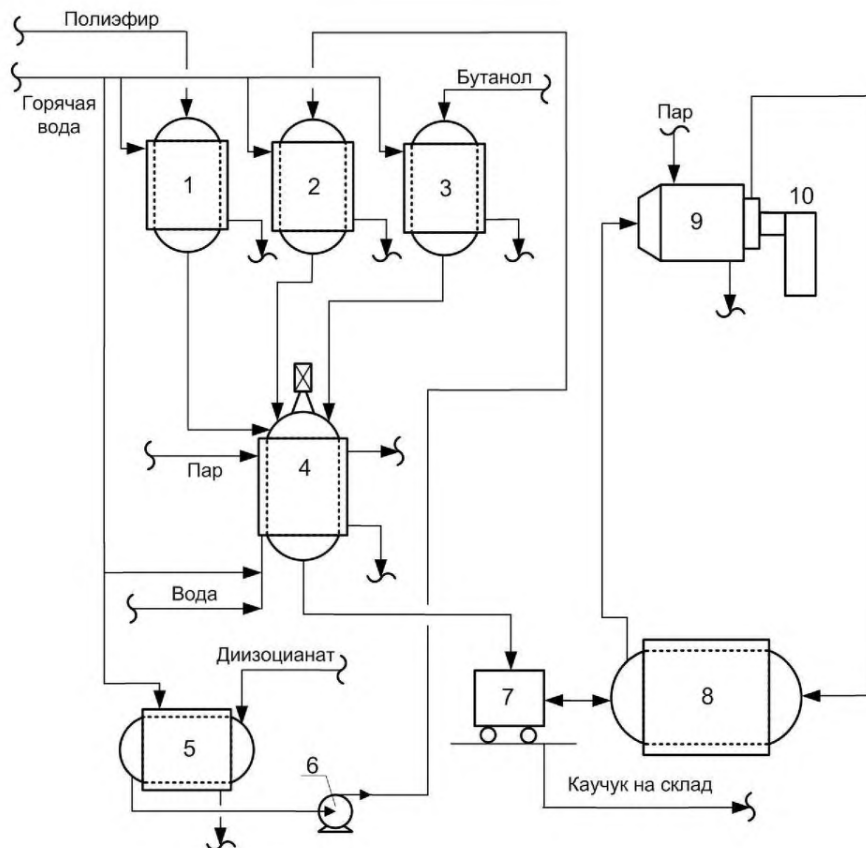 Полиэфир
Горячая
вода
Бутанол
Пар
1
2
3
9
10
4
Пар
Вода
Диизоцианат
5
6
7
8
Каучук на склад